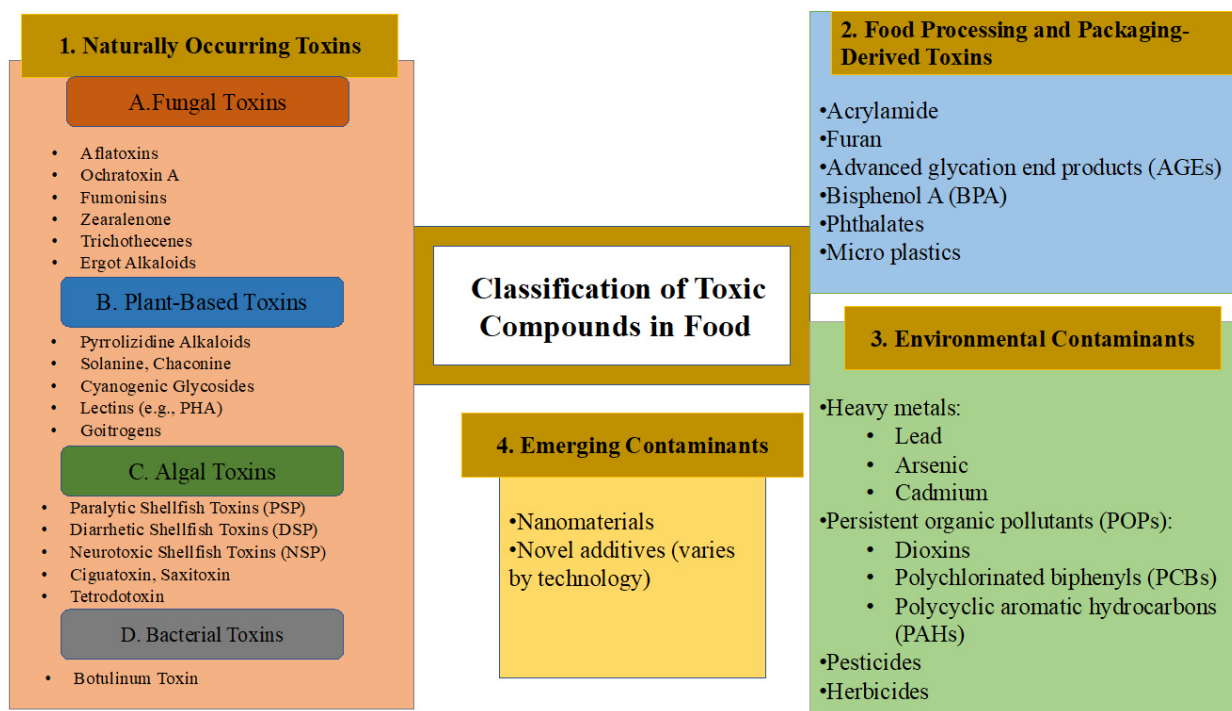 1. Naturally Occurring Toxins
A.Fungal Toxins
• Aflatoxins
• Ochratoxin A
• Fumonisins
• Zearalenone
• Trichothecenes
• Ergot Alkaloids
B. Plant-Based Toxins
• Pyrrolizidine Alkaloids
• Solanine, Chaconine
• Cyanogenic Glycosides
• Lectins (e.g., PHA)
• Goitrogens
C. Algal Toxins
• Paralytic Shellfish Toxins (PSP)
• Diarrhetic Shellfish Toxins (DSP)
• Neurotoxic Shellfish Toxins (NSP)
• Ciguatoxin, Saxitoxin
• Tetrodotoxin
D. Bacterial Toxins
• Botulinum Toxin
Classification of Toxic
Compounds in Food
2. Food Processing and Packaging-
Derived Toxins
•Acrylamide
•Furan
•Advanced glycation end products (AGEs)
•Bisphenol A (BPA)
•Phthalates
•Micro plastics
3. Environmental Contaminants
•Heavy metals:
• Lead
• Arsenic
• Cadmium
•Persistent organic pollutants (POPs):
• Dioxins
• Polychlorinated biphenyls (PCBs)
• Polycyclic aromatic hydrocarbons
(PAHs)
•Pesticides
•Herbicides
4. Emerging Contaminants
•Nanomaterials
•Novel additives (varies
by technology)